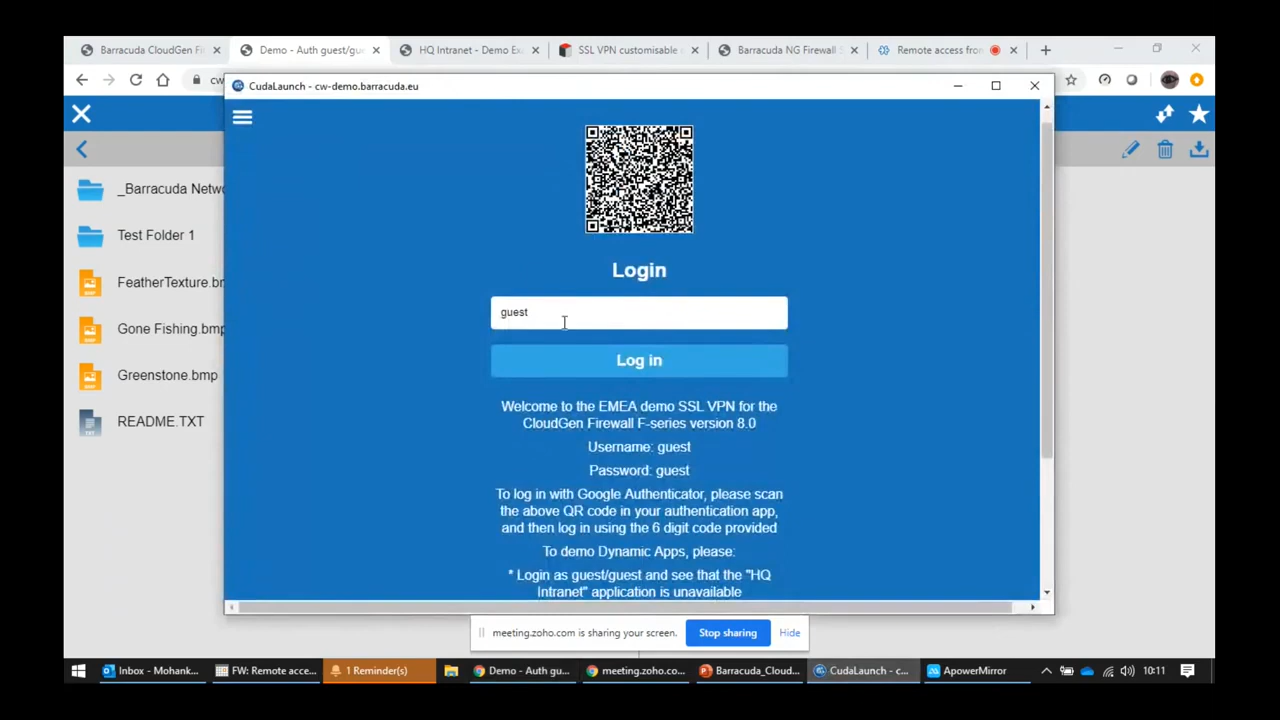 Barracuda CloudGen Fi
Demo - Auth guest/gue
HQ Intranet - Demo Ex
SSL VPN customisable
Barracuda NG Firewall
Remote access from
cw
CudaLaunch - cw-demo.barracuda.eu
_Barracuda Netw
Test Folder 1
FeatherTexture.bm
Gone Fishing.bmp
Greenstone.bmp
README.TXT
Login
guest
Log in
Welcome to the EMEA demo SSL VPN for the
CloudGen Firewall F-series version 8.0
Username: guest
Password: guest
To log in with Google Authenticator, please scan
the above QR code in your authentication app,
and then log in using the 6 digit code provided
To demo Dynamic Apps, please:
* Login as guest/guest and see that the "HQ
Intranet" application is unavailable
meeting.zoho.com is sharing your screen.
Stop sharing
Hide
Inbox - Mohank...
FW: Remote acce...
1 Reminder(s)
Demo - Auth gu...
meeting.zoho.co...
Barracuda_Cloud...
CudaLaunch - c...
ApowerMirror
10:11